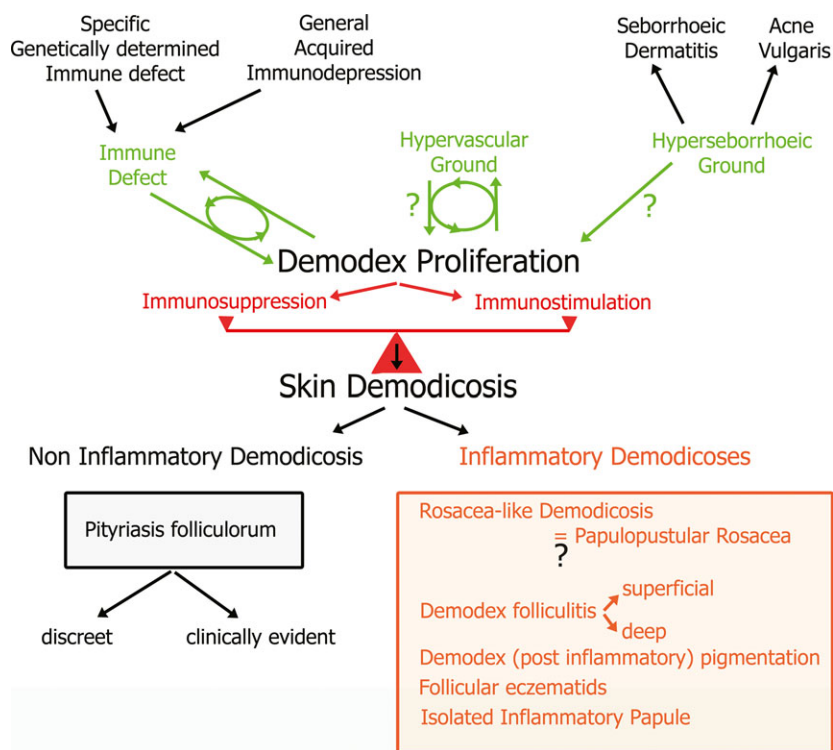 Specific
Genetically determined
Immune defect
General
Acquired
Immunodepression
Seborrhoeic
Dermatitis
Acne
Vulgaris
Immune
Defect
Hypervascular
Ground
Hyperseborrhoeic
Ground
?
?
Demodex Proliferation
Immunosuppression
Immunostimulation
Skin Demodicosis
Non Inflammatory Demodicosis
Inflammatory Demodicoses
Pityriasis folliculorum
discreet
clinically evident
Rosacea-like Demodicosis
= Papulopustular Rosacea
?
Demodex folliculitis
superficial
deep
Demodex (post inflammatory) pigmentation
Follicular eczematids
Isolated Inflammatory Papule